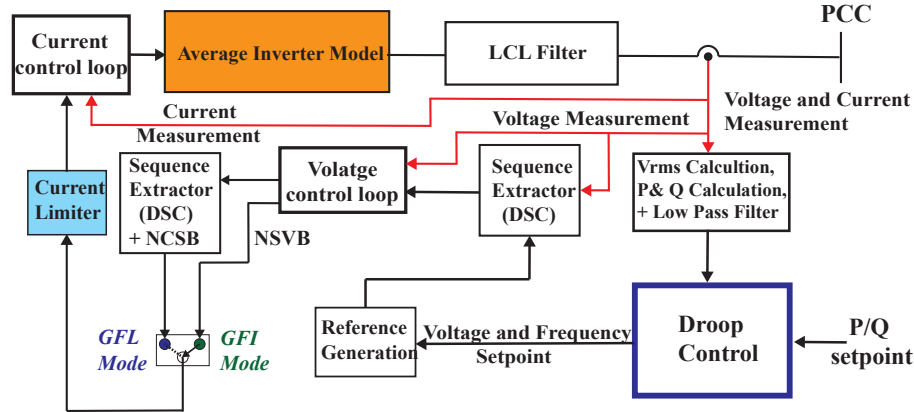 Current
control loop
Average Inverter Model
LCL Filter
PCC
Current
Measurement
Voltage Measurement
Voltage and Current
Measurement
Current
Limiter
Sequence
Extractor
(DSC)
+ NCSB
Volatge
control loop
Sequence
Extractor
(DSC)
Vrms Calcultion,
P& Q Calculation,
+ Low Pass Filter
NSVB
GFL
Mode
GFI
Mode
Reference
Generation
Voltage and Frequency
Setpoint
Droop
Control
P/Q
setpoint